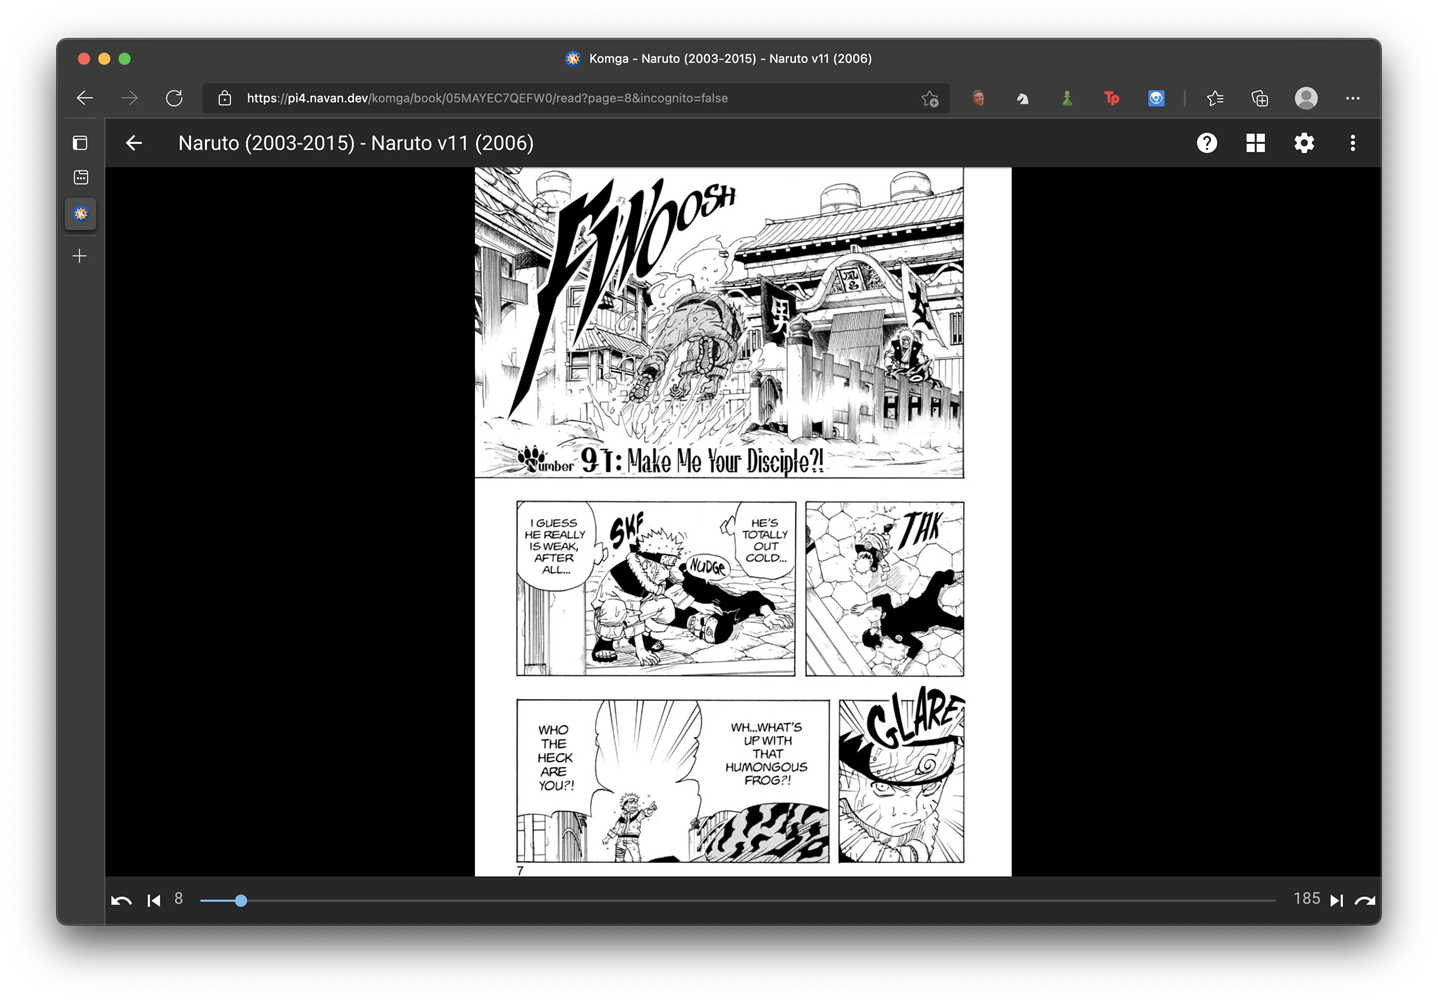 Komga - Naruto (2003-2015) - Naruto v11 (2006)
https://pi4.navan.dev/komga/book/05MAYEC7QEFW0/read?page=8&incognito=false
Tp
Naruto (2003-2015) - Naruto v11 (2006)
FWOOSH
男
女
Number 91: Make Me Your Disciple?!
I GUESS
HE REALLY
IS WEAK,
AFTER
ALL...
SKF
NUDGE
HE'S
TOTALLY
OUT
COLD...
TAK
WHO
THE
HECK
ARE
YOU?!
WH...WHAT'S
UP WITH
THAT
HUMONGOUS
FROG?!
GLARE
7
8
185